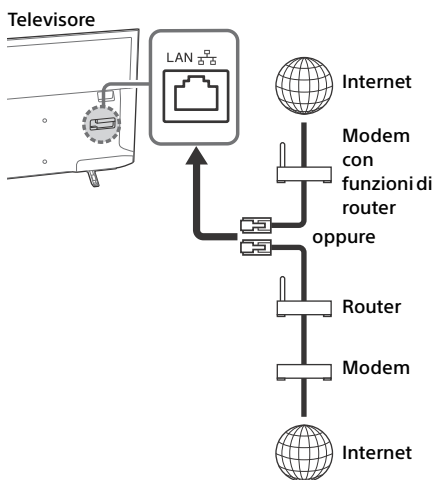 Televisore
LAN
Internet
Modem
con
funzioni di
router
oppure
Router
Modem
Internet